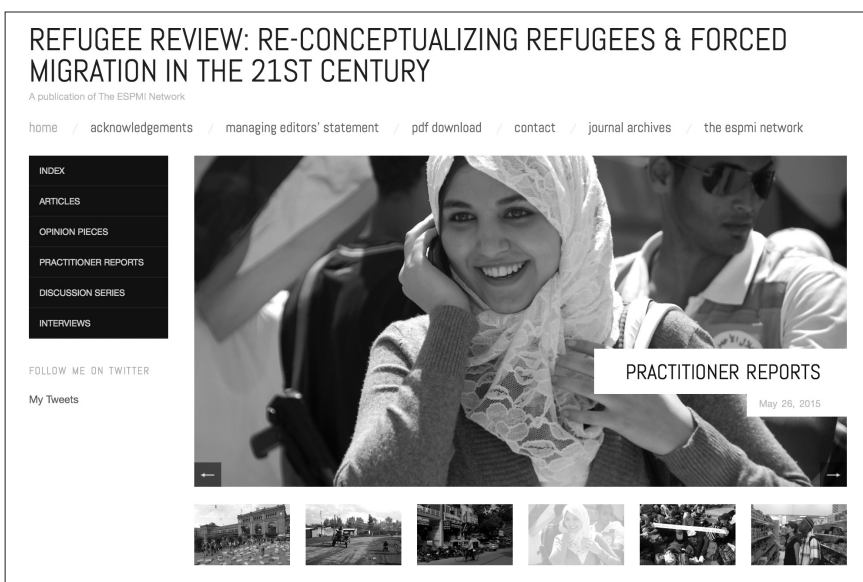 REFUGEE REVIEW: RE-CONCEPTUALIZING REFUGEES & FORCED
MIGRATION IN THE 21ST CENTURY
A publication of The ESPMI Network
home / acknowledgements / managing editors' statement / pdf download / contact / journal archives / the espmi network
INDEX
ARTICLES
OPINION PIECES
PRACTITIONER REPORTS
DISCUSSION SERIES
INTERVIEWS
FOLLOW ME ON TWITTER
My Tweets
PRACTITIONER REPORTS
May 26, 2015